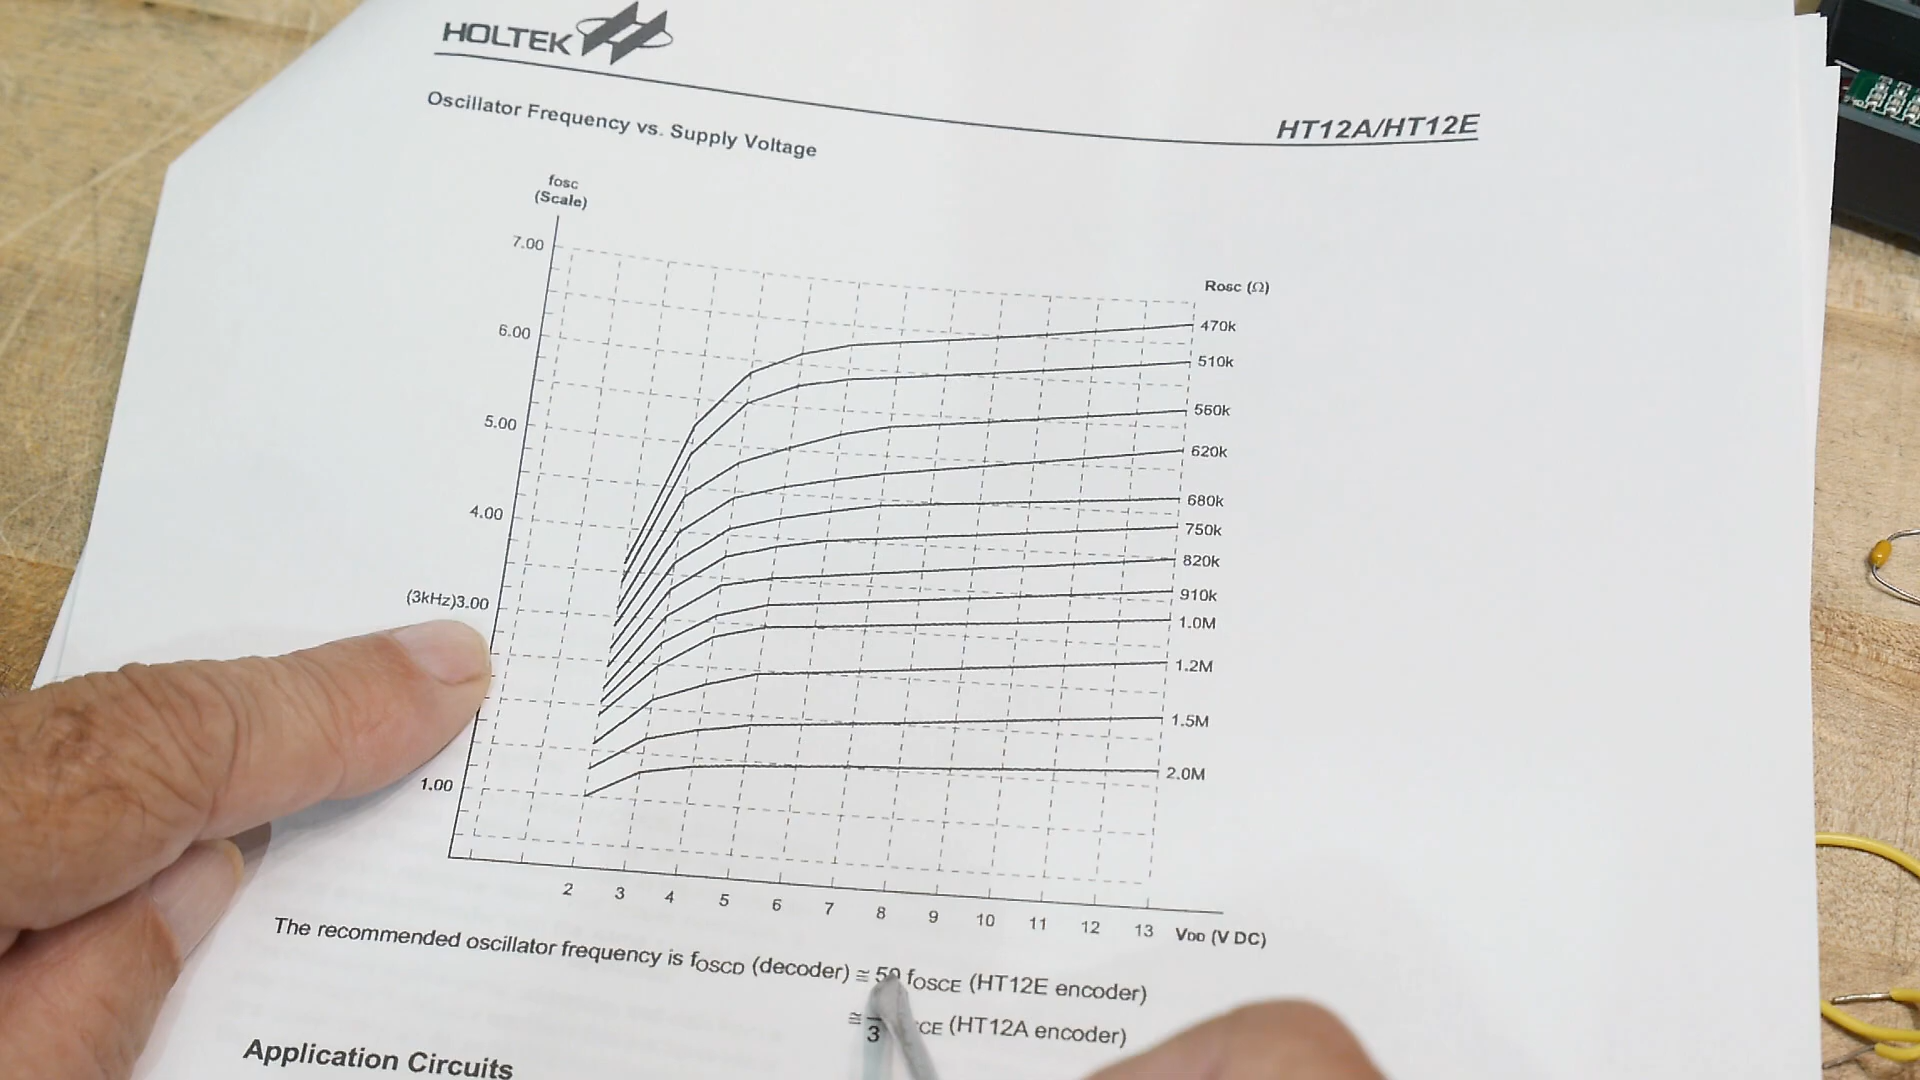 HOLTEK
HT12A/HT12E
Oscillator Frequency vs. Supply Voltage
fosc
(Scale)
7.00
6.00
5.00
4.00
(3kHz)3.00
1.00
Rosc (Ω)
470k
510k
560k
620k
680k
750k
820k
910k
1.0M
1.2M
1.5M
2.0M
2 3 4 5 6 7 8 9 10 11 12 13 VDD (V DC)
The recommended oscillator frequency is fOSCD (decoder) ≅ 50 fOSCE (HT12E encoder)
≅ 3 CE (HT12A encoder)
Application Circuits